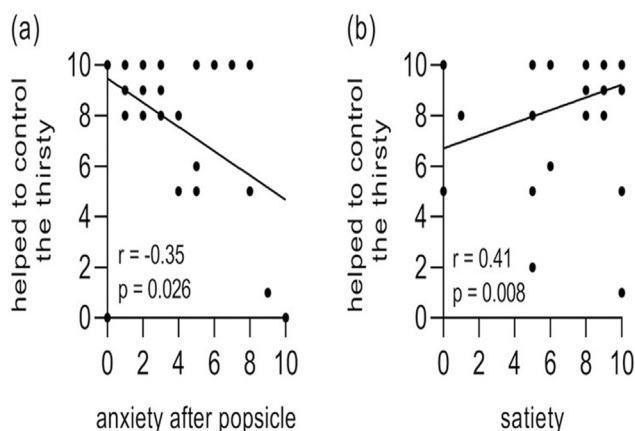 (a)
helped to control
the thirsty
10
8
6
4
2
0
r = -0.35
p = 0.026
0 2 4 6 8 10
anxiety after popsicle
(b)
helped to control
the thirsty
10
8
6
4
2
0
r = 0.41
p = 0.008
0 2 4 6 8 10
satiety